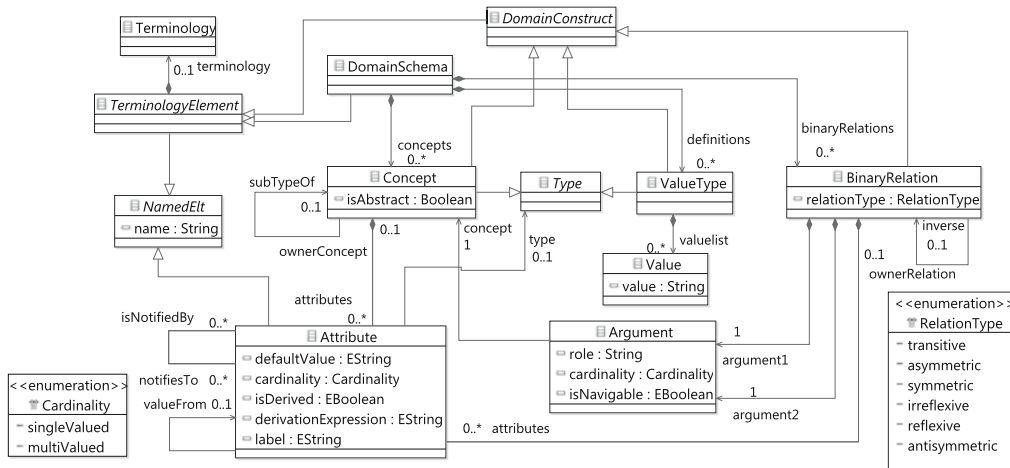 Terminology
DomainConstruct
0..1 terminology
DomainSchema
TerminologyElement
concepts
0..*
definitions
0..*
binaryRelations
0..*
subTypeOf
0..1
Concept
isAbstract : Boolean
Type
ValueType
BinaryRelation
relationType : RelationType
NamedElt
name : String
ownerConcept
0..1
concept
1
type
0..1
0..* valuelist
Value
value : String
inverse
0..1
0..1
ownerRelation
attributes
0..*
isNotifiedBy
0..*
notifiesTo 0..*
valueFrom 0..1
Attribute
defaultValue : EString
cardinality : Cardinality
isDerived : EBoolean
derivationExpression : EString
label : EString
Argument
role : String
cardinality : Cardinality
isNavigable : EBoolean
1
argument1
1
argument2
0..* attributes
<<enumeration>>
Cardinality
singleValued
multiValued
<<enumeration>>
RelationType
transitive
asymmetric
symmetric
irreflexive
reflexive
antisymmetric